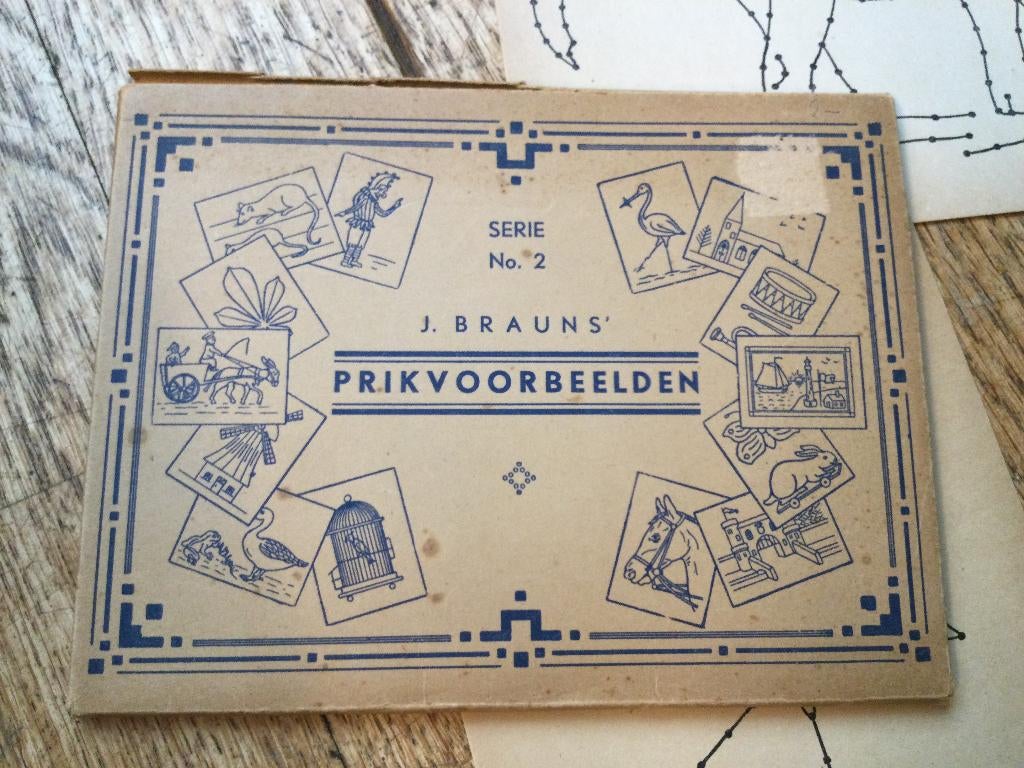 SERIE
No. 2
J. BRAUNS'
PRIKVOORBEELDEN